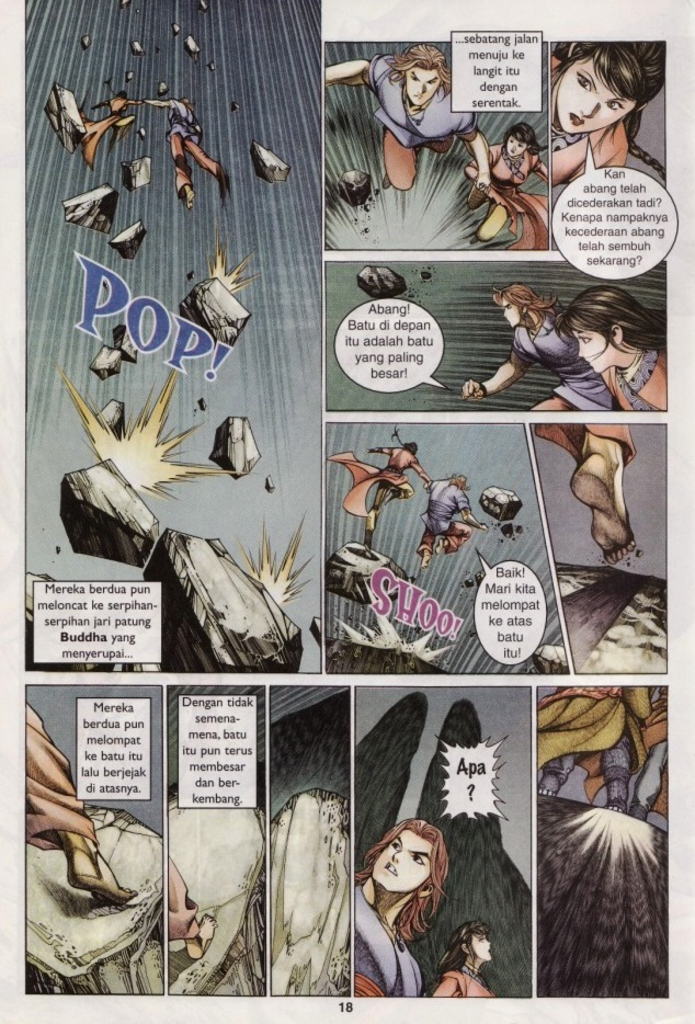 POP!
Mereka berdua pun
meloncat ke serpihan-
serpihan jari patung
Buddha yang
menyerupai...
...sebatang jalan
menuju ke
langit itu
dengan
serentak.
Kan
abang telah
dicederakan tadi?
Kenapa nampaknya
kecederaan abang
telah sembuh
sekarang?
Abang!
Batu di depan
itu adalah batu
yang paling
besar!
SHOO!
Baik!
Mari kita
melompat
ke atas
batu
itu!
Mereka
berdua pun
melompat
ke batu itu
lalu berjejak
di atasnya.
Dengan tidak
semena-
mena, batu
itu pun terus
membesar
dan ber-
kembang.
Apa
?
18